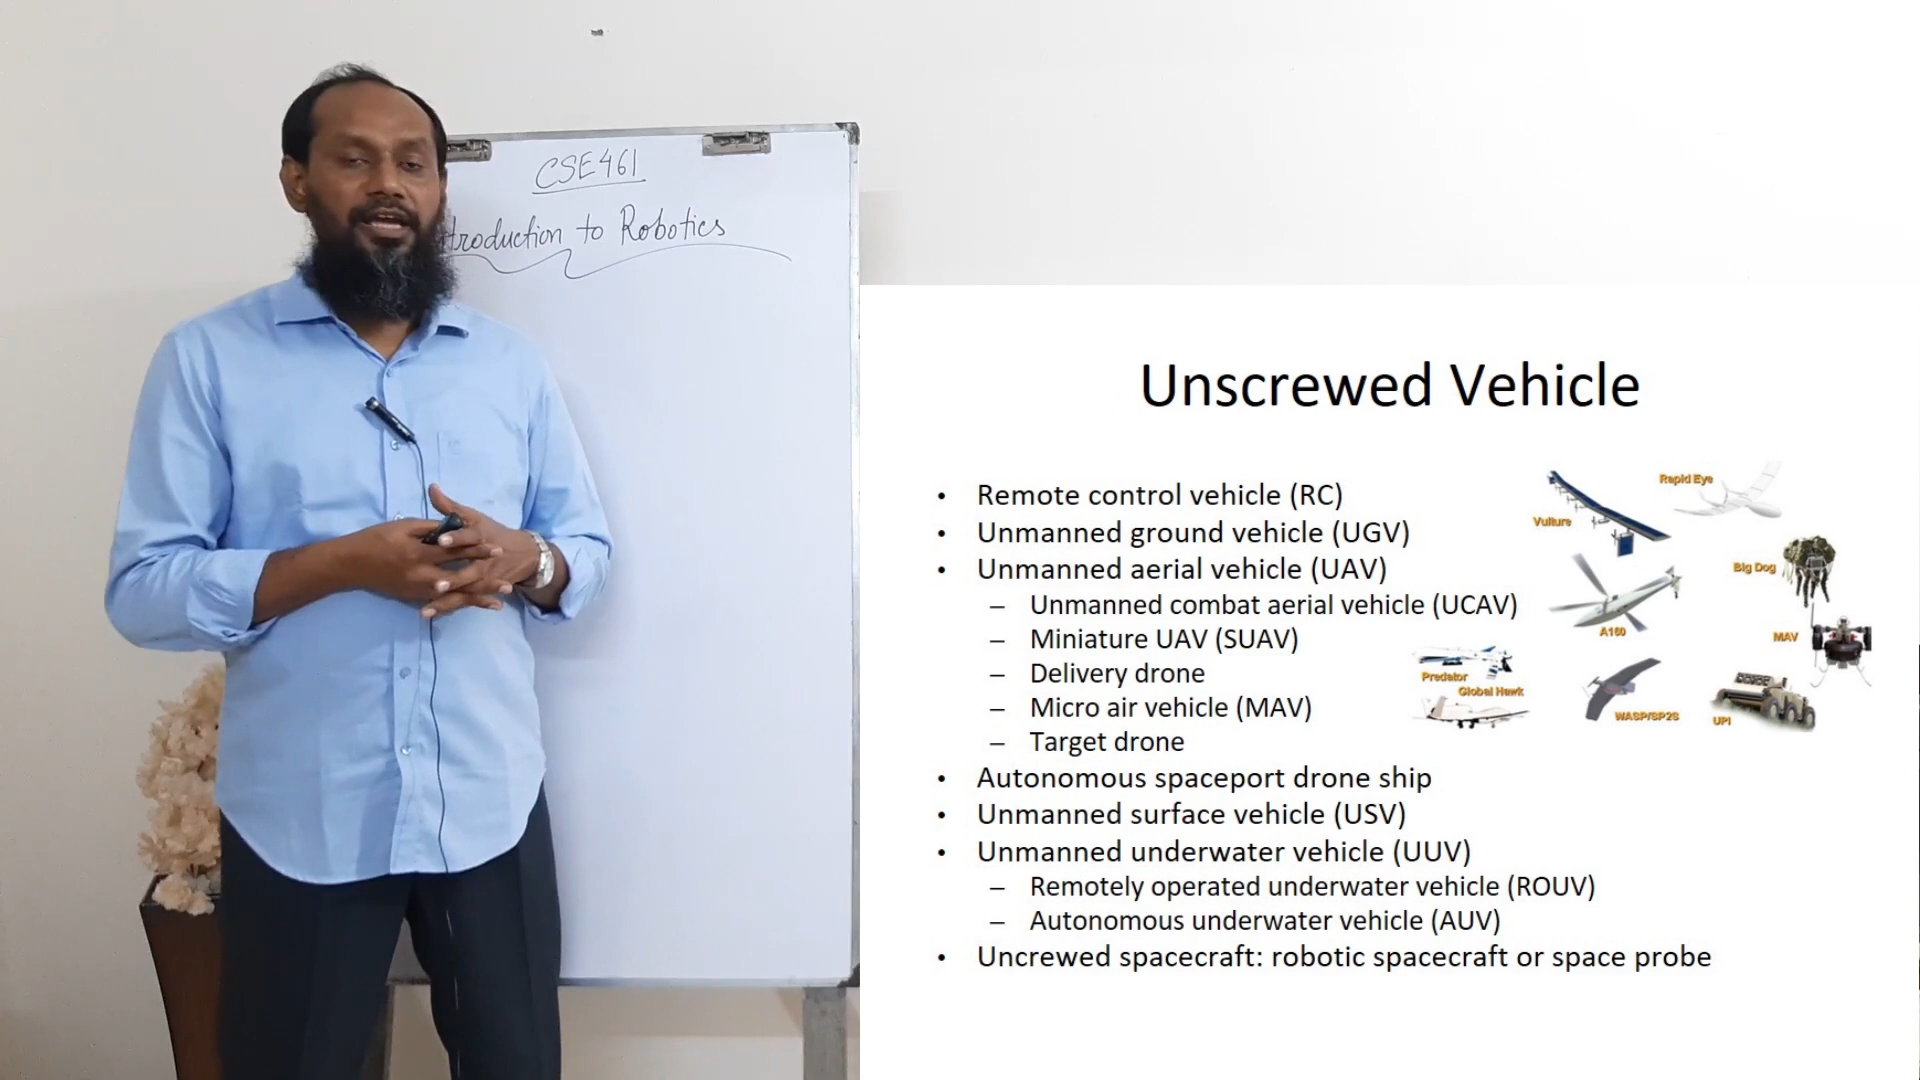 CSE461
troduction to Robotics
Unscrewed Vehicle
• Remote control vehicle (RC)
• Unmanned ground vehicle (UGV)
• Unmanned aerial vehicle (UAV)
– Unmanned combat aerial vehicle (UCAV)
– Miniature UAV (SUAV)
– Delivery drone
– Micro air vehicle (MAV)
– Target drone
• Autonomous spaceport drone ship
• Unmanned surface vehicle (USV)
• Unmanned underwater vehicle (UUV)
– Remotely operated underwater vehicle (ROUV)
– Autonomous underwater vehicle (AUV)
• Uncrewed spacecraft: robotic spacecraft or space probe
Rapid Eye
Vulture
Big Dog
A160
MAV
Predator
Global Hawk
WASP/SP2S
UPI